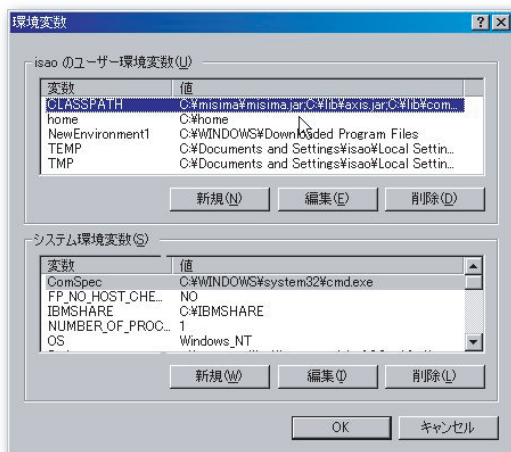 環境変数
isao のユーザー環境変数(U)
変数 値
CLASSPATH C:¥misima¥misima.jar;C:¥lib¥axis.jar;C:¥lib¥com...
home C:¥home
NewEnvironment1 C:¥WINDOWS¥Downloaded Program Files
TEMP C:¥Documents and Settings¥isao¥Local Settin...
TMP C:¥Documents and Settings¥isao¥Local Settin...
新規(N) 編集(E) 削除(D)
システム環境変数(S)
変数 値
ComSpec C:¥WINDOWS¥system32¥cmd.exe
FP_NO_HOST_CHE... NO
IBMSHARE C:¥IBMSHARE
NUMBER_OF_PROC... 1
OS Windows_NT
新規(W) 編集(I) 削除(L)
OK キャンセル